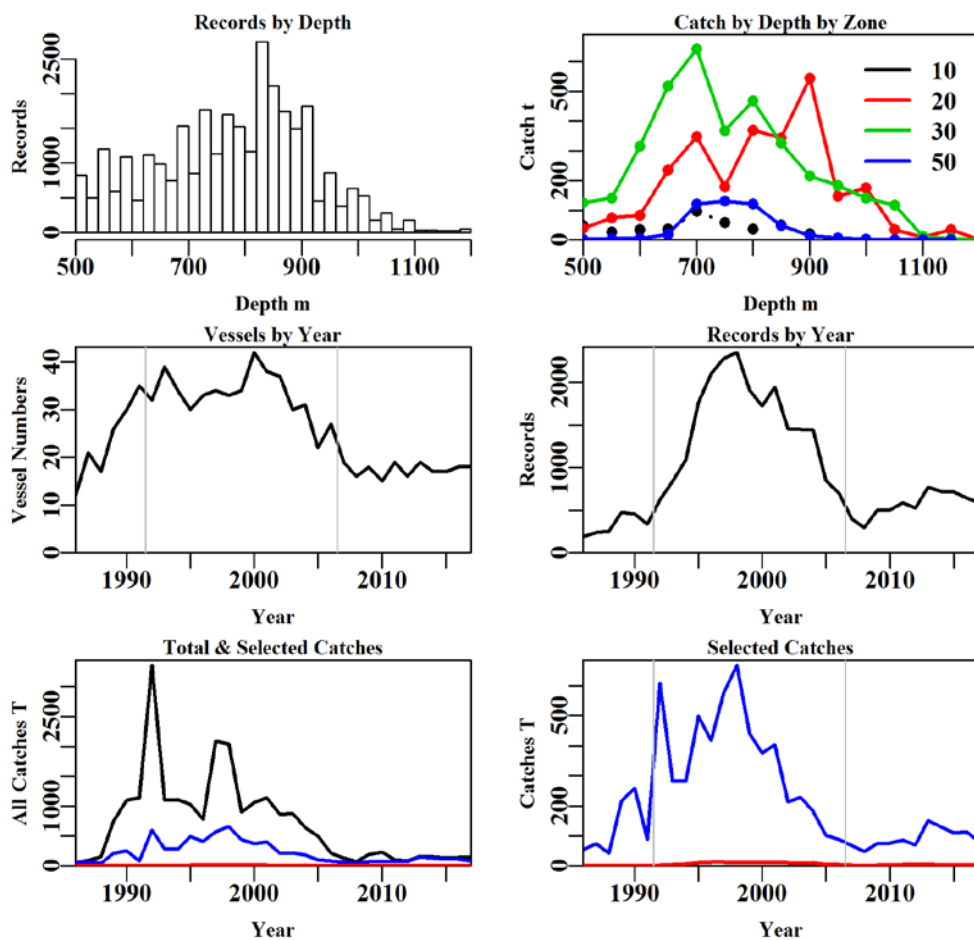 Records by Depth
Records
0
1000
2500
500
700
900
1100
Depth m
Catch by Depth by Zone
Catch t
0
200
500
10
20
30
50
500
700
900
1100
Depth m
Vessels by Year
Vessel Numbers
0
10
20
30
40
1990
2000
2010
Year
Records by Year
Records
0
1000
2000
1990
2000
2010
Year
Total & Selected Catches
All Catches T
0
1000
2500
1990
2000
2010
Year
Selected Catches
Catches T
0
200
500
1990
2000
2010
Year